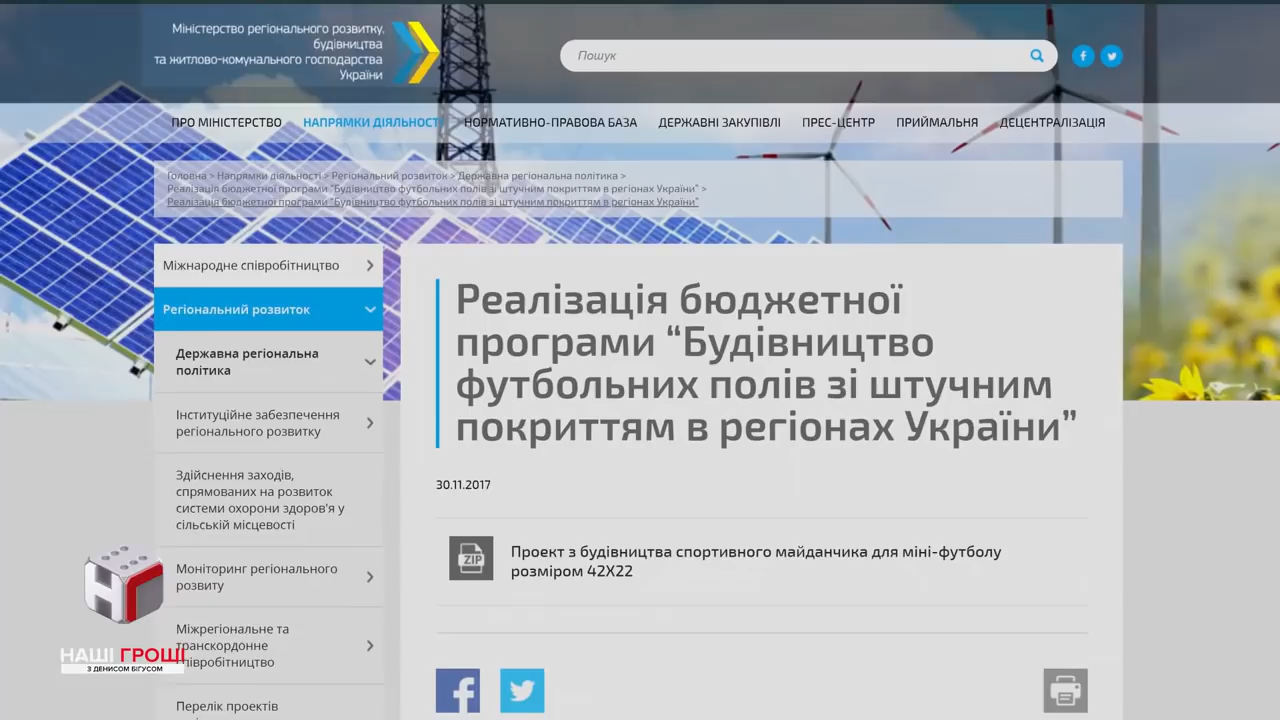 Міністерство регіонального розвитку,
будівництва
та житлово-комунального господарства
України
Пошук
ПРО МІНІСТЕРСТВО
НАПРЯМКИ ДІЯЛЬНОСТІ
НОРМАТИВНО-ПРАВОВА БАЗА
ДЕРЖАВНІ ЗАКУПІВЛІ
ПРЕС-ЦЕНТР
ПРИЙМАЛЬНЯ
ДЕЦЕНТРАЛІЗАЦІЯ
Головна > Напрямки діяльності > Регіональний розвиток > Державна регіональна політика >
Реалізація бюджетної програми “Будівництво футбольних полів зі штучним покриттям в регіонах України” >
Реалізація бюджетної програми “Будівництво футбольних полів зі штучним покриттям в регіонах України”
Міжнародне співробітництво
Регіональний розвиток
Державна регіональна
політика
Інституційне забезпечення
регіонального розвитку
Здійснення заходів,
спрямованих на розвиток
системи охорони здоров'я у
сільській місцевості
Моніторинг регіонального
розвиту
Міжрегіональне та
транскордонне
співробітництво
Перелік проектів
Реалізація бюджетної
програми “Будівництво
футбольних полів зі штучним
покриттям в регіонах України”
30.11.2017
ZIP
Проект з будівництва спортивного майданчика для міні-футболу
розміром 42Х22
НАШІ ГРОШІ
З ДЕНИСОМ БІГУСОМ